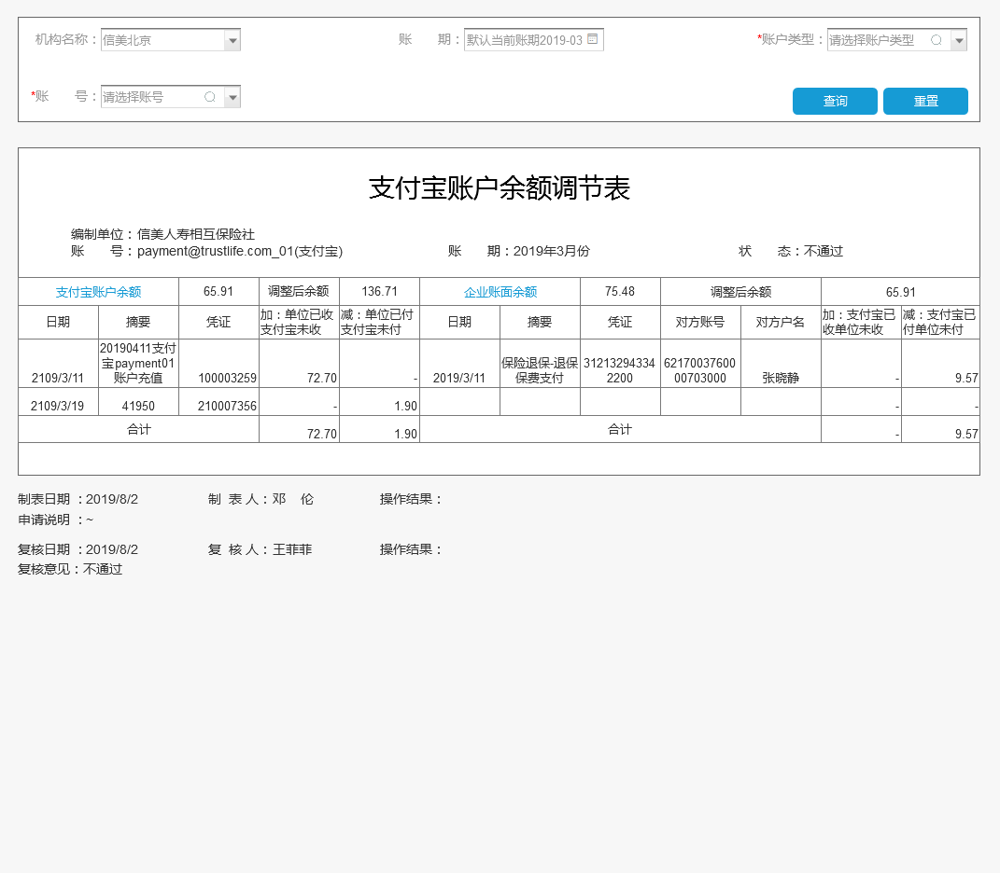 机构名称：信美北京 账 期：默认当前账期2019-03 *账户类型：请选择账户类型
*账 号：请选择账号 查询 重置
支付宝账户余额调节表
编制单位：信美人寿相互保险社
账 号：payment@trustlife.com_01(支付宝) 账 期：2019年3月份 状 态：不通过
支付宝账户余额 65.91 调整后余额 136.71 企业账面余额 75.48 调整后余额 65.91
日期 摘要 凭证 加：单位已收支付宝未收 减：单位已付支付宝未付 日期 摘要 凭证 对方账号 对方户名 加：支付宝已收单位未收 减：支付宝已付单位未付
2109/3/11 20190411支付宝payment01账户充值 100003259 72.70 - 2019/3/11 保险退保-退保保费支付 312132943342200 6217003760000703000 张晓静 - 9.57
2109/3/19 41950 210007356 - 1.90 - -
合计 72.70 1.90 合计 - 9.57
制表日期 ：2019/8/2 制 表 人：邓 伦 操作结果：
申请说明 ：~
复核日期 ：2019/8/2 复 核 人：王菲菲 操作结果：
复核意见：不通过